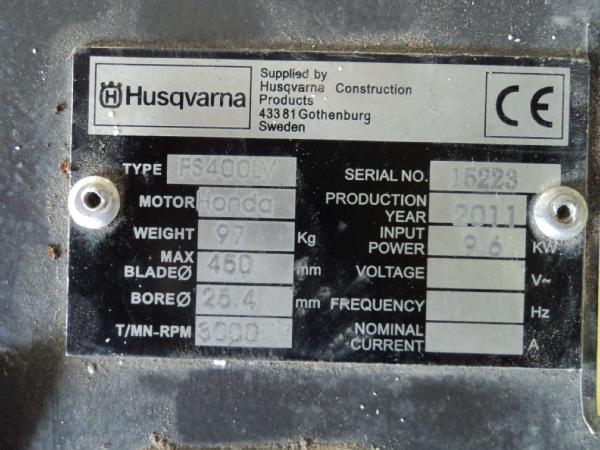 Husqvarna
Supplied by
Husqvarna Construction
Products
433 81 Gothenburg
Sweden
CE
TYPE FS400LV
MOTOR Honda
WEIGHT 97 Kg
MAX
BLADEØ 450 mm
BOREØ 25.4 mm
T/MN-RPM 3000
SERIAL NO. 15223
PRODUCTION
YEAR 2011
INPUT
POWER 9.6 KW
VOLTAGE V~
FREQUENCY Hz
NOMINAL
CURRENT A